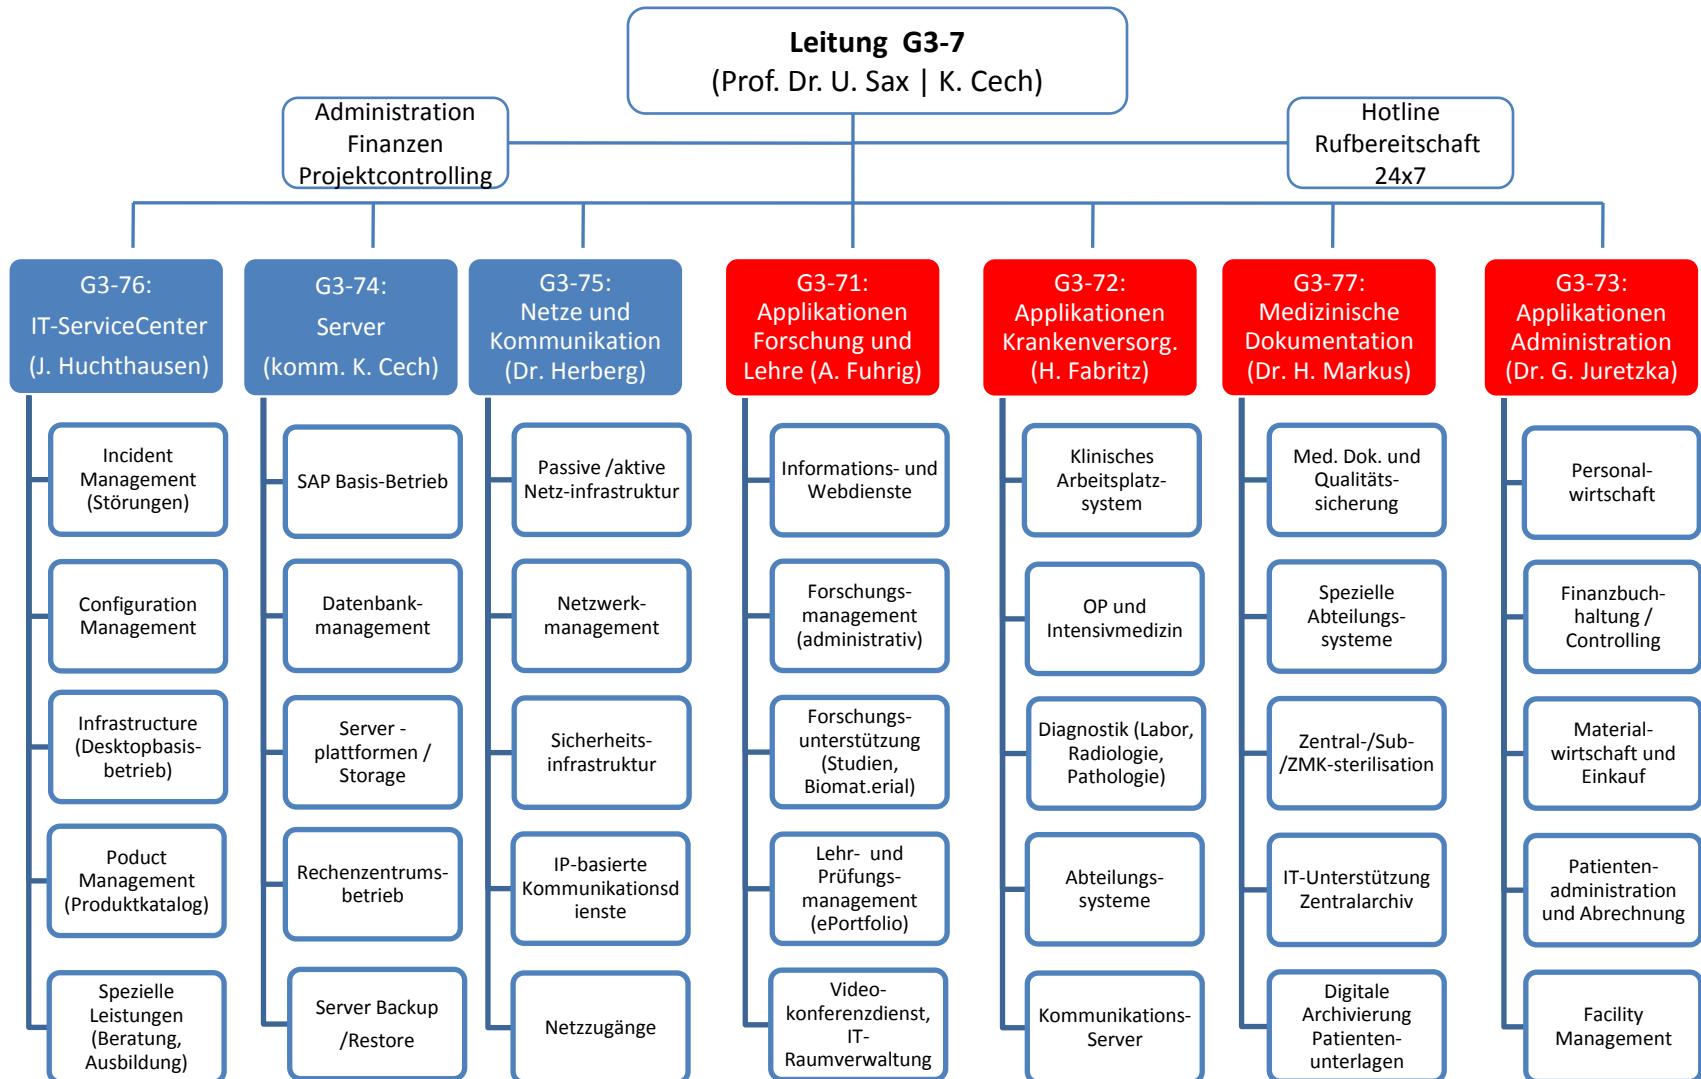 Leitung G3-7
(Prof. Dr. U. Sax | K. Cech)
Administration
Finanzen
Projektcontrolling
Hotline
Rufbereitschaft
24x7
G3-76:
IT-ServiceCenter
(J. Huchthausen)
G3-74:
Server
(komm. K. Cech)
G3-75:
Netze und
Kommunikation
(Dr. Herberg)
G3-71:
Applikationen
Forschung und
Lehre (A. Fuhrig)
G3-72:
Applikationen
Krankenversorg.
(H. Fabritz)
G3-77:
Medizinische
Dokumentation
(Dr. H. Markus)
G3-73:
Applikationen
Administration
(Dr. G. Juretzka)
Incident
Management
(Störungen)
Configuration
Management
Infrastructure
(Desktopbasis-
betrieb)
Poduct
Management
(Produktkatalog)
Spezielle
Leistungen
(Beratung,
Ausbildung)
SAP Basis-Betrieb
Datenbank-
management
Server -
plattformen /
Storage
Rechenzentrums-
betrieb
Server Backup
/Restore
Passive /aktive
Netz-infrastruktur
Netzwerk-
management
Sicherheits-
infrastruktur
IP-basierte
Kommunikationsd
ienste
Netzzugänge
Informations- und
Webdienste
Forschungs-
management
(administrativ)
Forschungs-
unterstützung
(Studien,
Biomat.erial)
Lehr- und
Prüfungs-
management
(ePortfolio)
Video-
konferenzdienst,
IT-
Raumverwaltung
Klinisches
Arbeitsplatz-
system
OP und
Intensivmedizin
Diagnostik (Labor,
Radiologie,
Pathologie)
Abteilungs-
systeme
Kommunikations-
Server
Med. Dok. und
Qualitäts-
sicherung
Spezielle
Abteilungs-
systeme
Zentral-/Sub-
/ZMK-sterilisation
IT-Unterstützung
Zentralarchiv
Digitale
Archivierung
Patienten-
unterlagen
Personal-
wirtschaft
Finanzbuch-
haltung /
Controlling
Material-
wirtschaft und
Einkauf
Patienten-
administration
und Abrechnung
Facility
Management